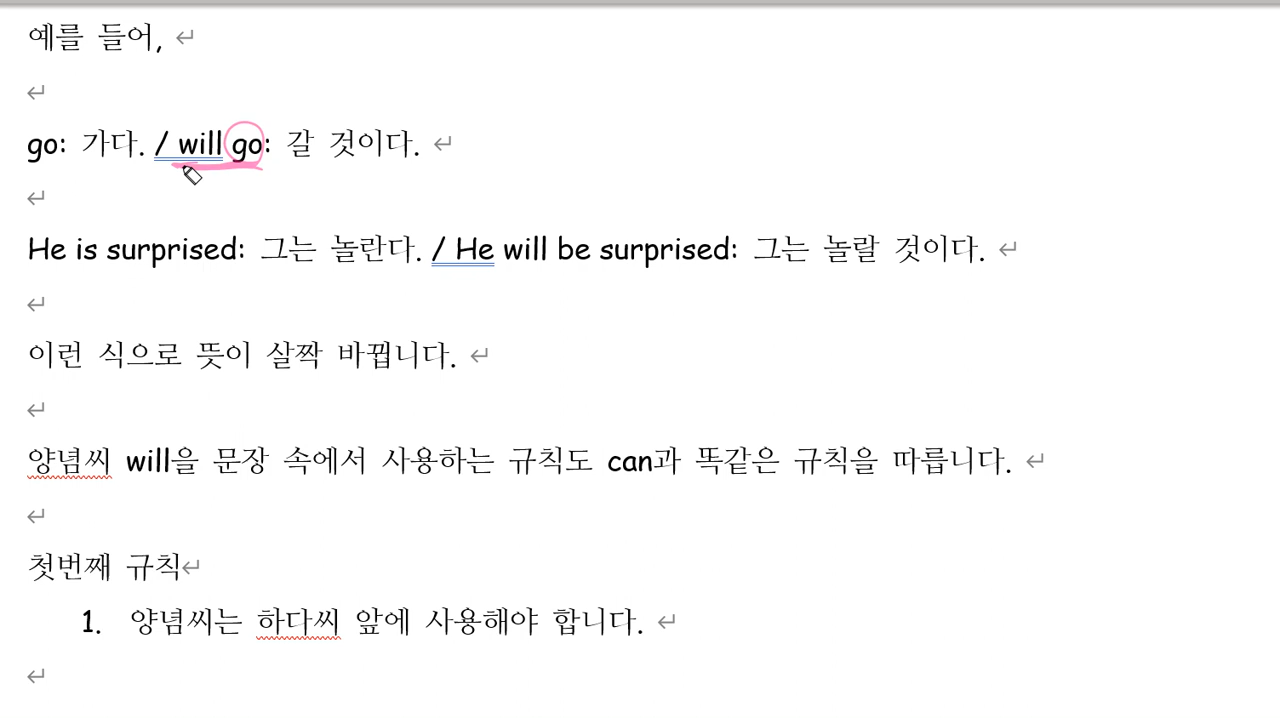 예를 들어,
go: 가다. / will go: 갈 것이다.
He is surprised: 그는 놀란다. / He will be surprised: 그는 놀랄 것이다.
이런 식으로 뜻이 살짝 바뀝니다.
양념씨 will을 문장 속에서 사용하는 규칙도 can과 똑같은 규칙을 따릅니다.
첫번째 규칙
1. 양념씨는 하다씨 앞에 사용해야 합니다.